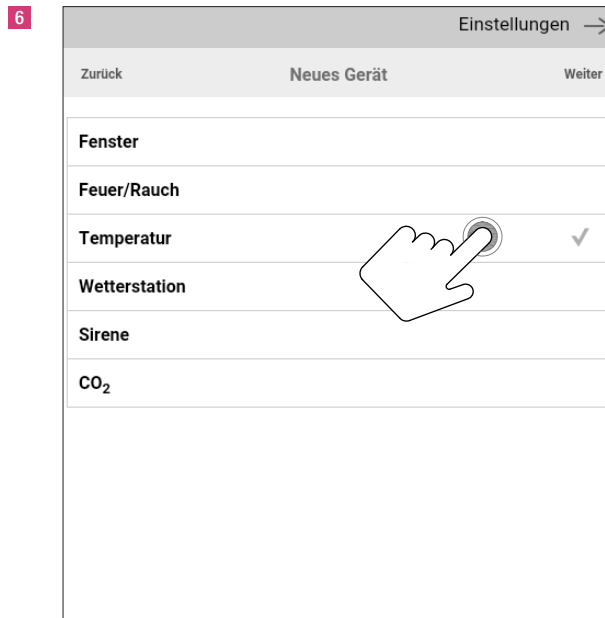 6
Einstellungen
Zurück Neues Gerät Weiter
Fenster
Feuer/Rauch
Temperatur
Wetterstation
Sirene
CO₂